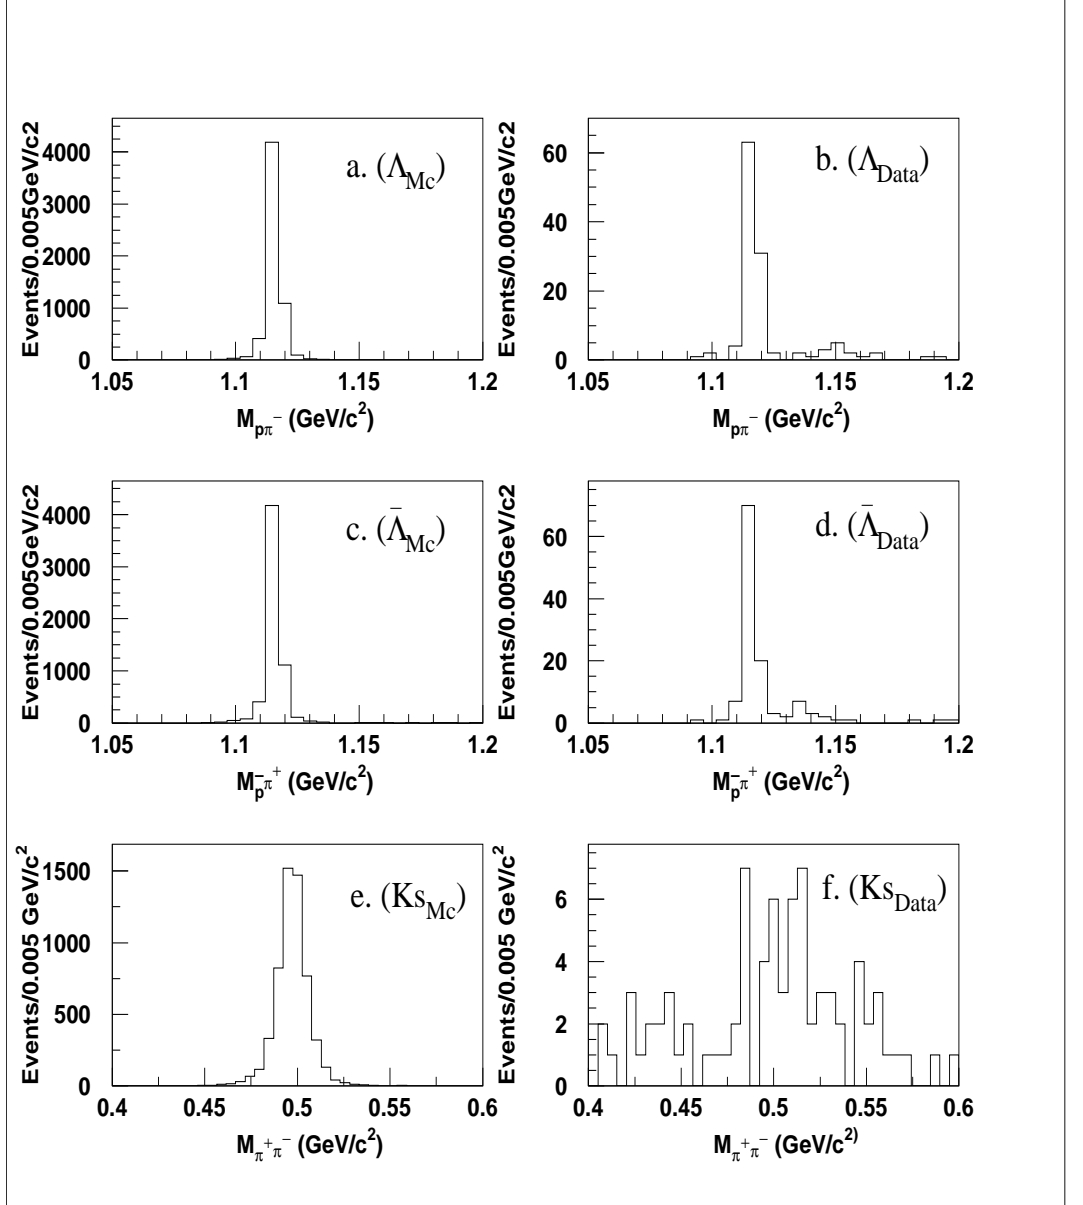 Events/0.005GeV/c2
4000
3000
2000
1000
0
a. (Λ_Mc)
1.05 1.1 1.15 1.2
M_pπ⁻ (GeV/c²)
Events/0.005GeV/c2
60
40
20
0
b. (Λ_Data)
1.05 1.1 1.15 1.2
M_pπ⁻ (GeV/c²)
Events/0.005GeV/c2
4000
3000
2000
1000
0
c. (Λ̄_Mc)
1.05 1.1 1.15 1.2
M_p̄π⁺ (GeV/c²)
Events/0.005GeV/c2
60
40
20
0
d. (Λ̄_Data)
1.05 1.1 1.15 1.2
M_p̄π⁺ (GeV/c²)
Events/0.005 GeV/c²
1500
1000
500
0
e. (Ks_Mc)
0.4 0.45 0.5 0.55 0.6
M_π⁺π⁻ (GeV/c²)
Events/0.005 GeV/c²
6
4
2
0
f. (Ks_Data)
0.4 0.45 0.5 0.55 0.6
M_π⁺π⁻ (GeV/c²⁾